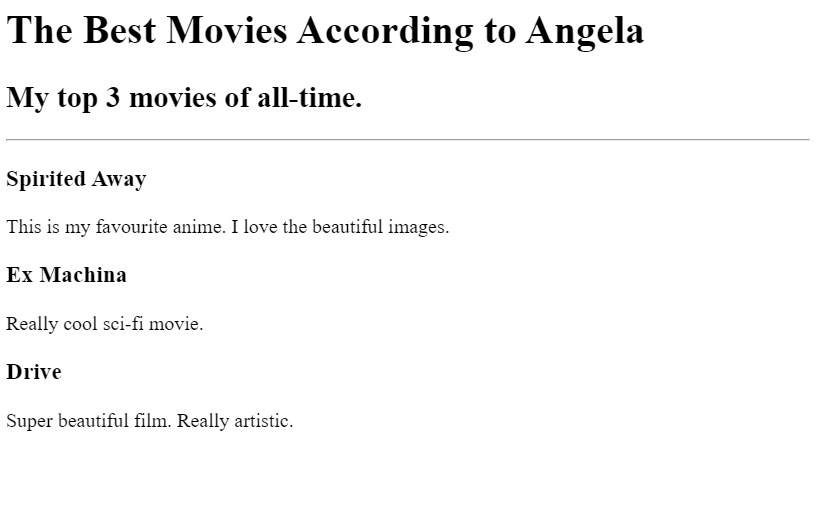 The Best Movies According to Angela
My top 3 movies of all-time.
Spirited Away
This is my favourite anime. I love the beautiful images.
Ex Machina
Really cool sci-fi movie.
Drive
Super beautiful film. Really artistic.